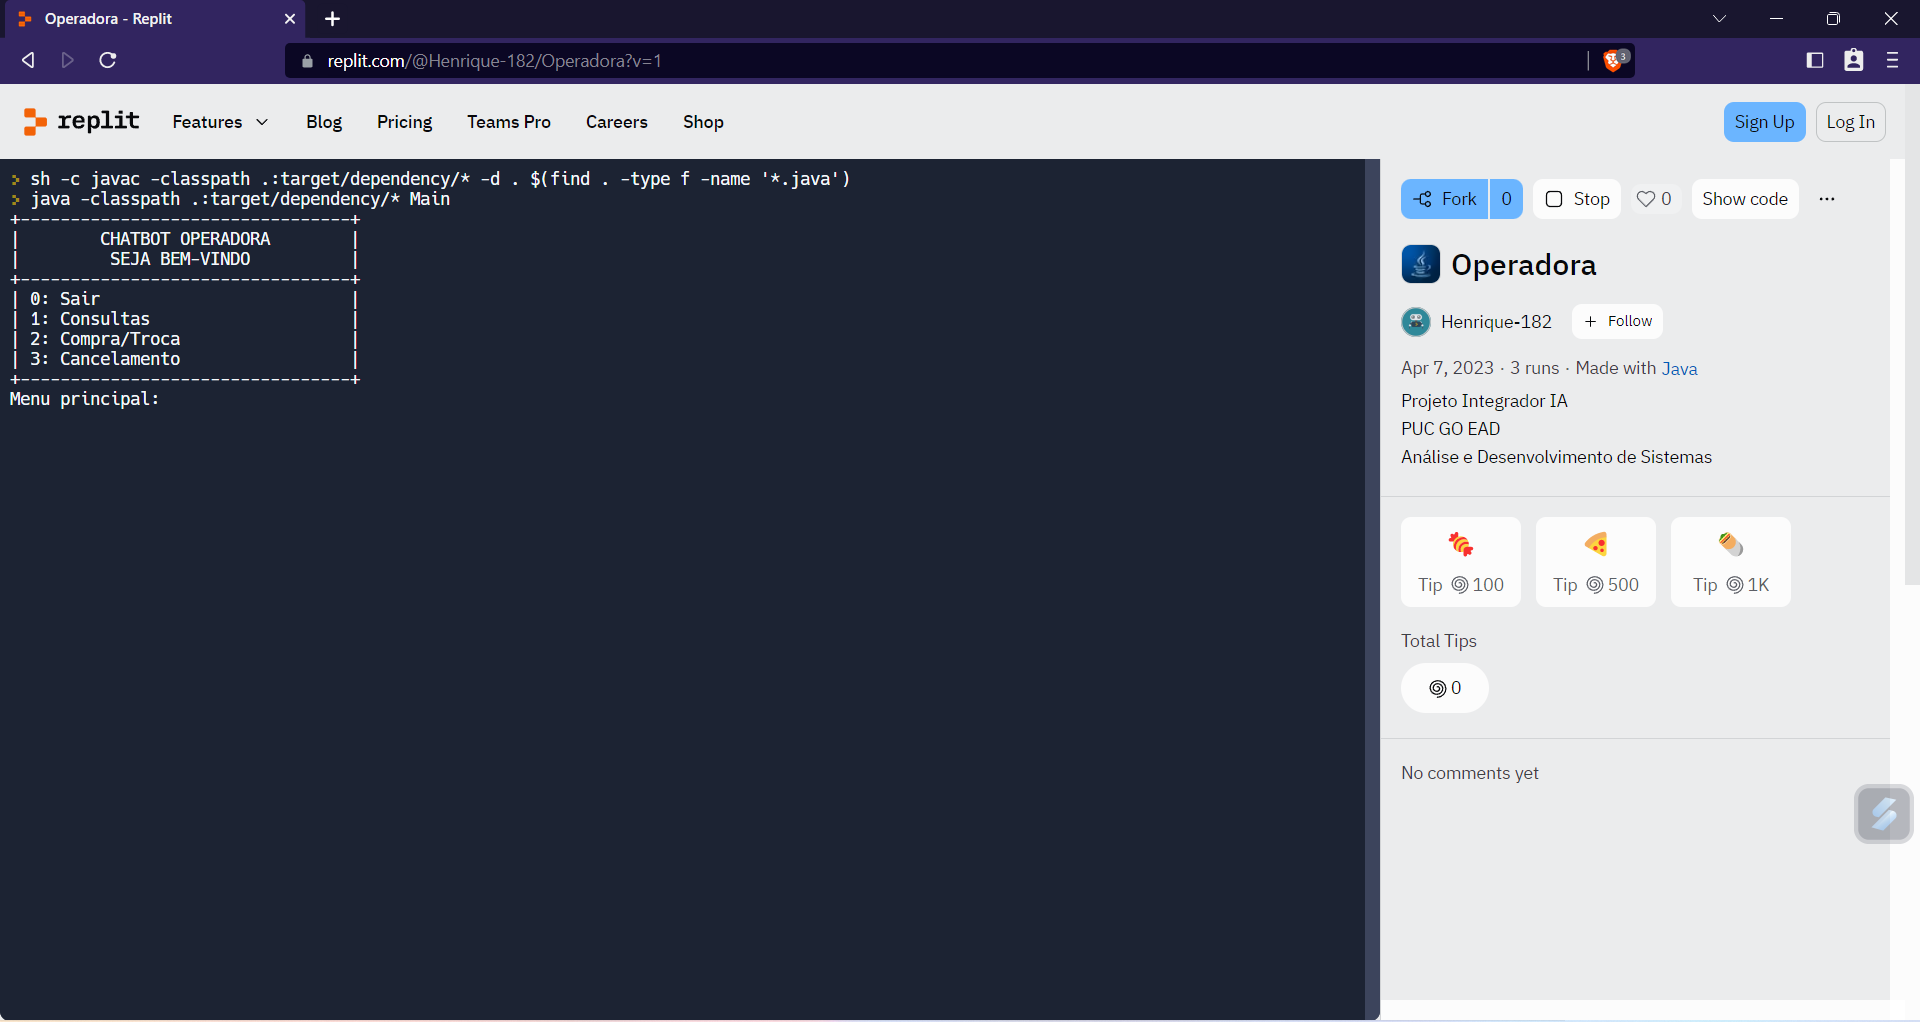 Operadora - Replit
replit.com/@Henrique-182/Operadora?v=1
3
replit Features Blog Pricing Teams Pro Careers Shop Sign Up Log In
sh -c javac -classpath .:target/dependency/* -d . $(find . -type f -name '*.java')
java -classpath .:target/dependency/* Main
+---------------------------------+
| CHATBOT OPERADORA |
| SEJA BEM-VINDO |
+---------------------------------+
| 0: Sair |
| 1: Consultas |
| 2: Compra/Troca |
| 3: Cancelamento |
+---------------------------------+
Menu principal:
Fork 0 Stop 0 Show code ...
Operadora
Henrique-182 + Follow
Apr 7, 2023 · 3 runs · Made with Java
Projeto Integrador IA
PUC GO EAD
Análise e Desenvolvimento de Sistemas
Tip 100 Tip 500 Tip 1K
Total Tips
0
No comments yet